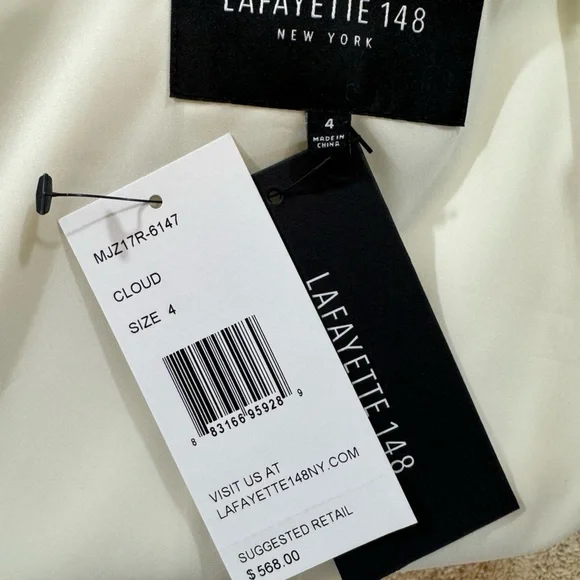 LAFAYETTE 148
NEW YORK
4
MADE IN
CHINA
MJZ17R-6147
CLOUD
SIZE 4
8 83166 95928 9
VISIT US AT
LAFAYETTE148NY.COM
SUGGESTED RETAIL
$568.00
LAFAYETTE 148